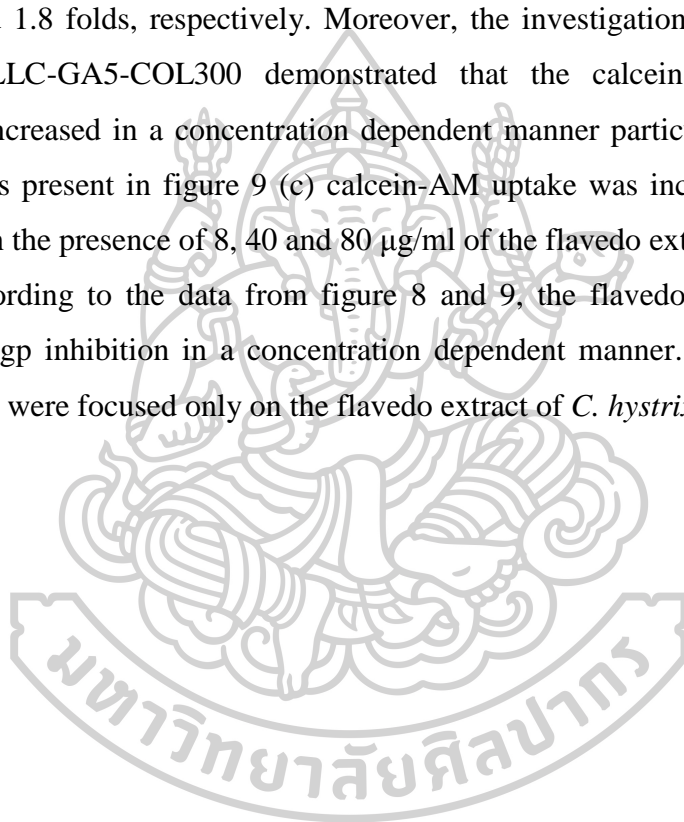 1.8 folds, respectively. Moreover, the investigation
LLC-GA5-COL300 demonstrated that the calcein
ncreased in a concentration dependent manner partic
s present in figure 9 (c) calcein-AM uptake was inc
n the presence of 8, 40 and 80 µg/ml of the flavedo ext
ording to the data from figure 8 and 9, the flavedo
gp inhibition in a concentration dependent manner.
were focused only on the flavedo extract of C. hystrix
มหาวิทยาลัยศิลปากร